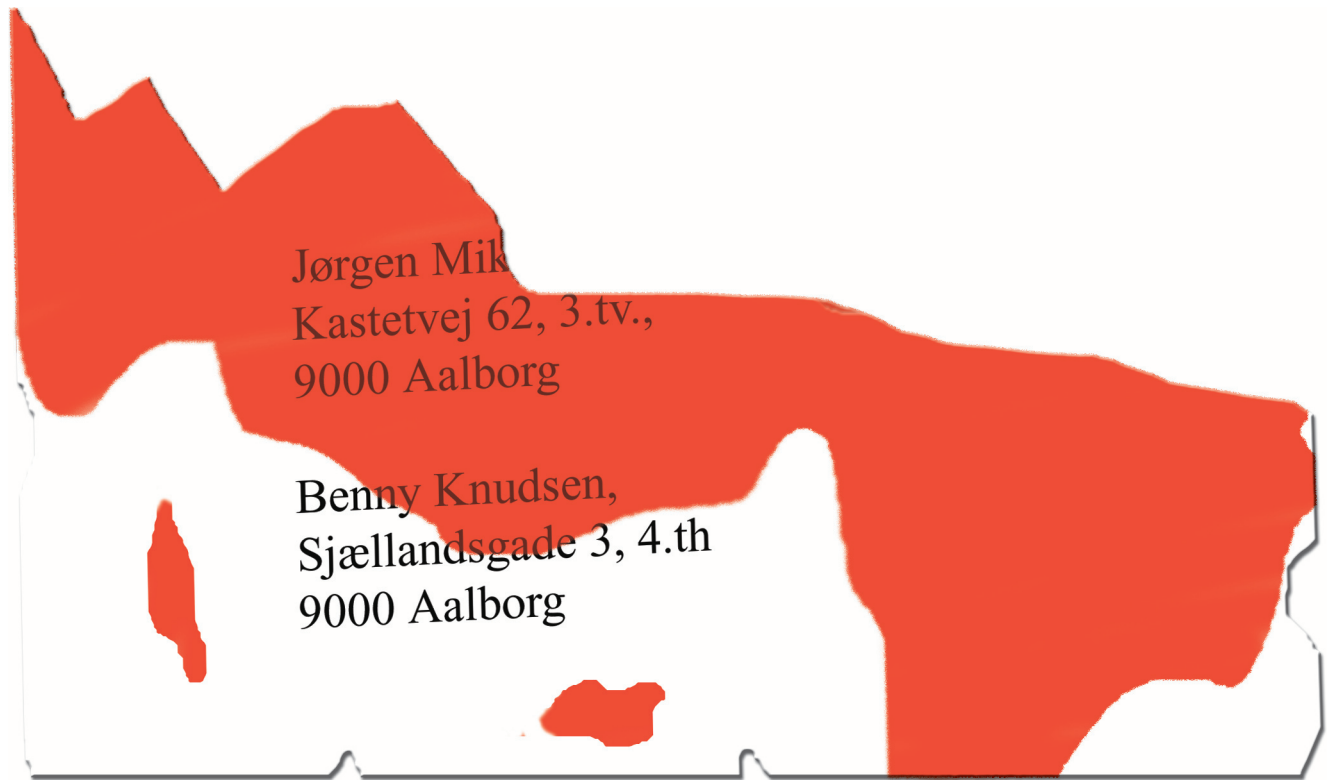 Jørgen Mik
Kastetvej 62, 3.tv.,
9000 Aalborg
Benny Knudsen,
Sjællandsgade 3, 4.th
9000 Aalborg